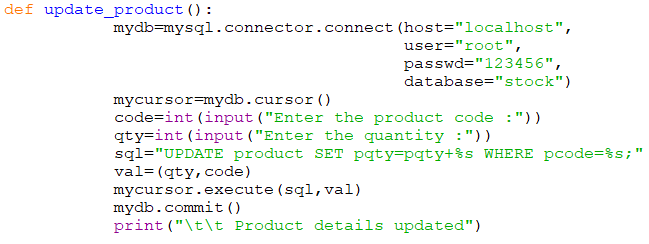 def update_product():
            mydb=mysql.connector.connect(host="localhost",
                                         user="root",
                                         passwd="123456",
                                         database="stock")
            mycursor=mydb.cursor()
            code=int(input("Enter the product code :"))
            qty=int(input("Enter the quantity :"))
            sql="UPDATE product SET pqty=pqty+%s WHERE pcode=%s;"
            val=(qty,code)
            mycursor.execute(sql,val)
            mydb.commit()
            print("\t\t Product details updated")